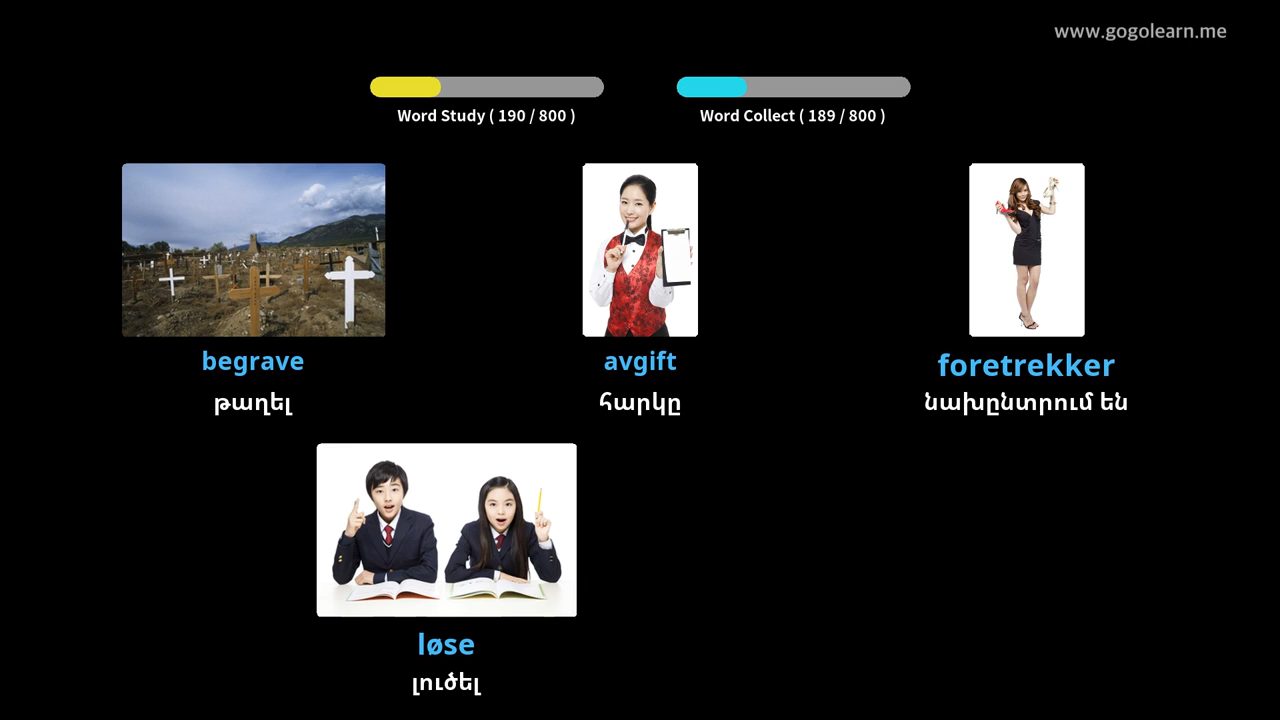 www.gogolearn.me
Word Study ( 190 / 800 )
Word Collect ( 189 / 800 )
begrave
թաղել
avgift
հարկը
foretrekker
նախընտրում են
løse
լուծել